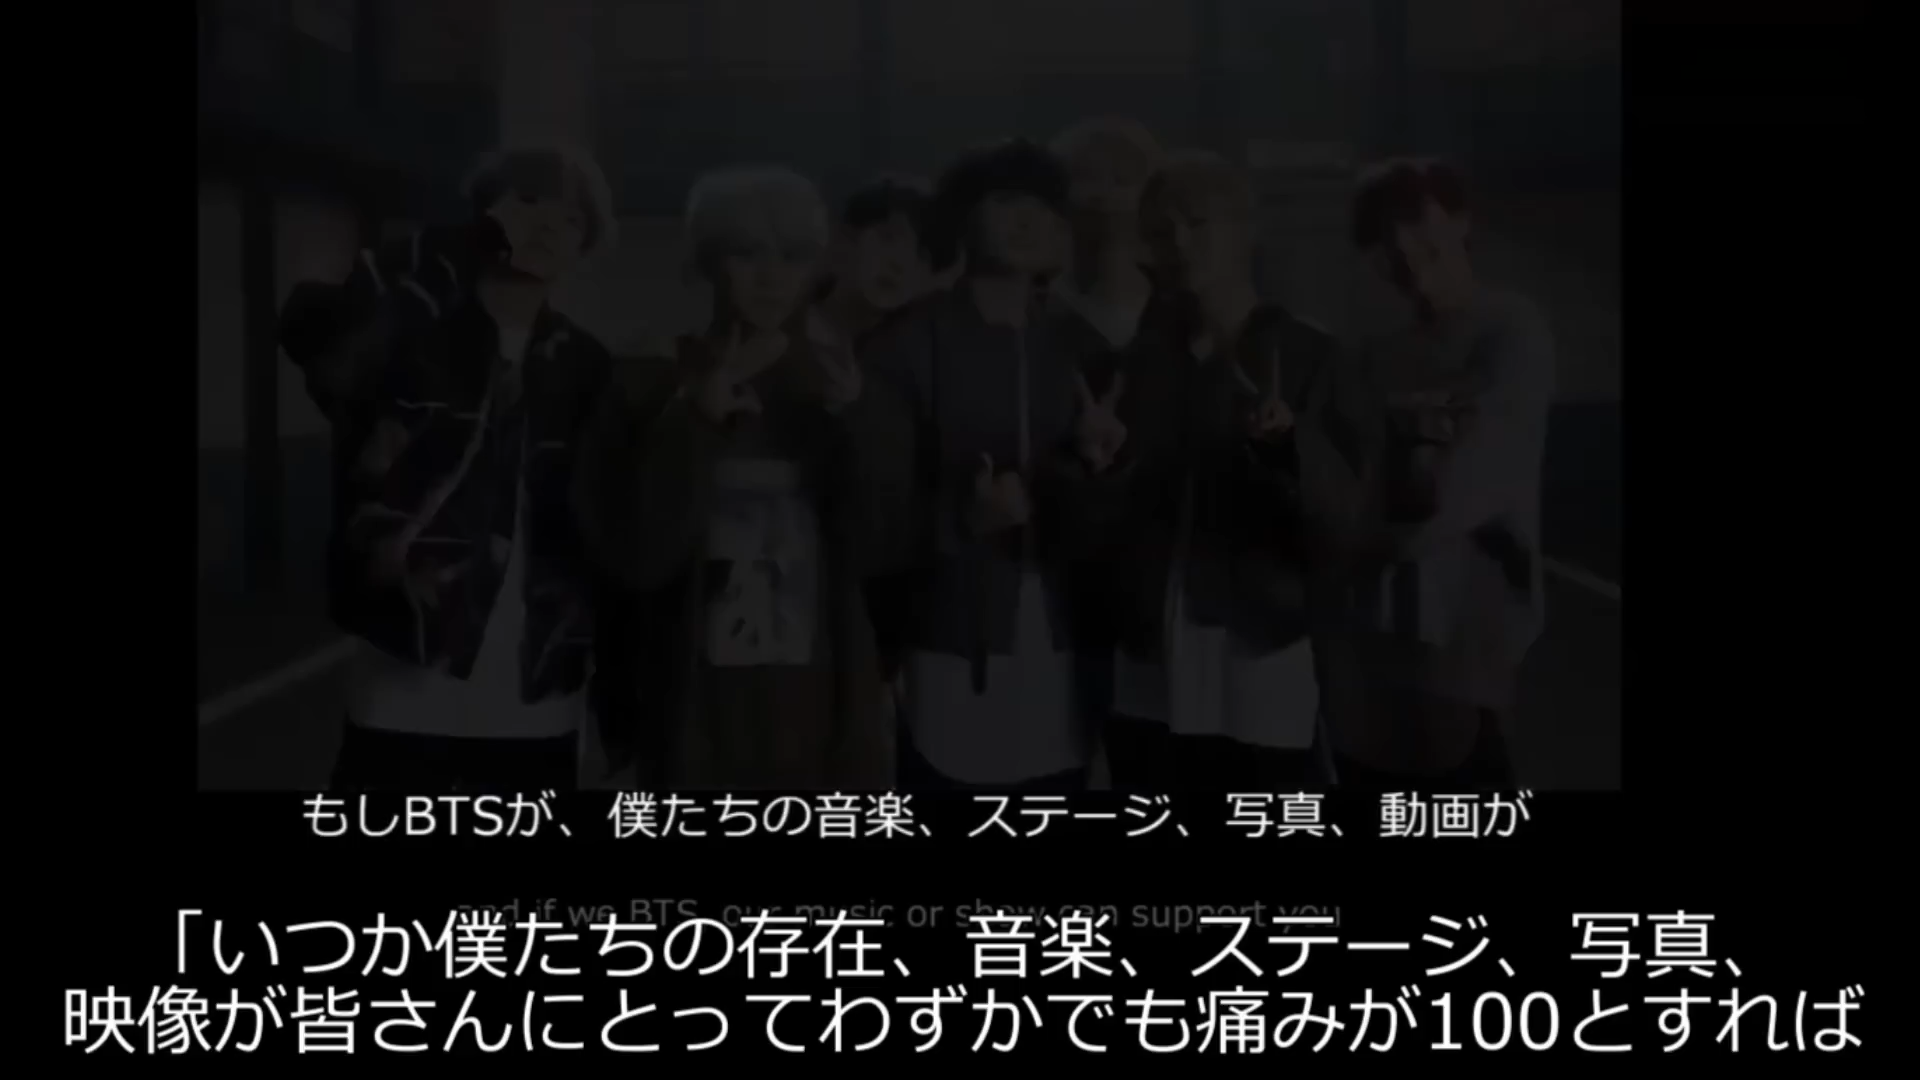 もしBTSが、僕たちの音楽、ステージ、写真、動画が
and if we BTS, our music or show can support you
「いつか僕たちの存在、音楽、ステージ、写真、
映像が皆さんにとってわずかでも痛みが100とすれば